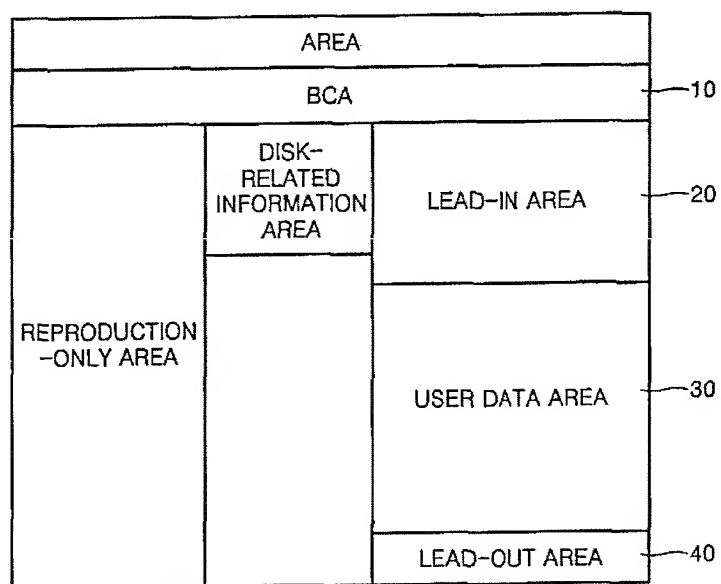 AREA
BCA
10
DISK-
RELATED
INFORMATION
AREA
LEAD-IN AREA
20
REPRODUCTION
-ONLY AREA
USER DATA AREA
30
LEAD-OUT AREA
40